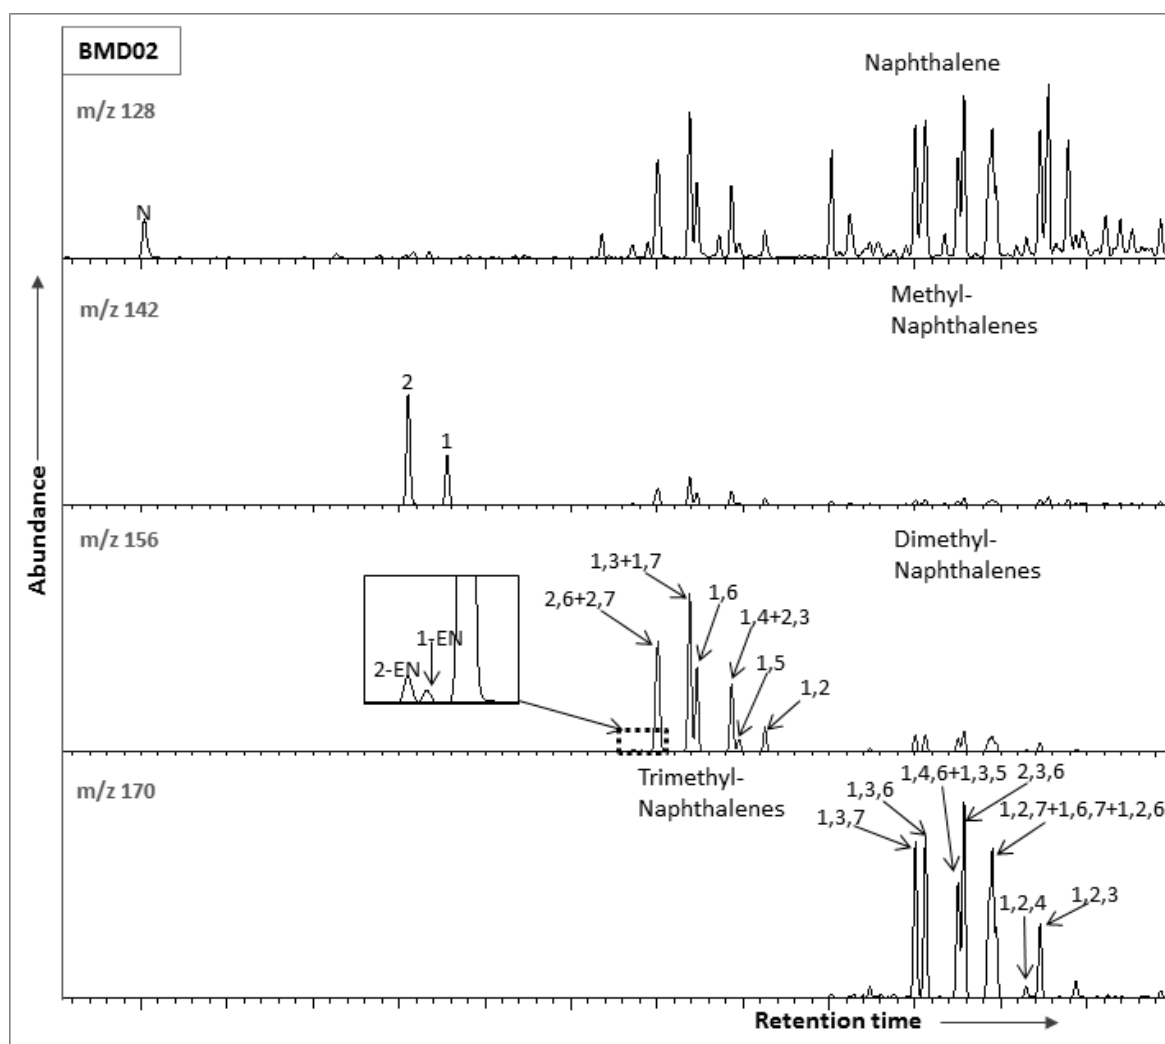 BMD02
Naphthalene
m/z 128
N
Methyl-
Naphthalenes
m/z 142
2
1
m/z 156
Dimethyl-
Naphthalenes
1,3+1,7
2,6+2,7
1,6
1,4+2,3
1,5
1,2
1-EN
2-EN
Trimethyl-
Naphthalenes
m/z 170
1,4,6+1,3,5
2,3,6
1,3,6
1,3,7
1,2,7+1,6,7+1,2,6
1,2,4
1,2,3
Abundance
Retention time